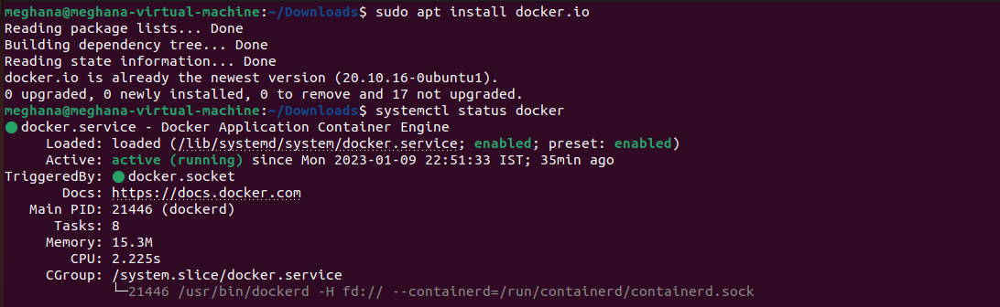 meghana@meghana-virtual-machine:~/Downloads$ sudo apt install docker.io
Reading package lists... Done
Building dependency tree... Done
Reading state information... Done
docker.io is already the newest version (20.10.16-0ubuntu1).
0 upgraded, 0 newly installed, 0 to remove and 17 not upgraded.
meghana@meghana-virtual-machine:~/Downloads$ systemctl status docker
● docker.service - Docker Application Container Engine
     Loaded: loaded (/lib/systemd/system/docker.service; enabled; preset: enabled)
     Active: active (running) since Mon 2023-01-09 22:51:33 IST; 35min ago
TriggeredBy: ● docker.socket
       Docs: https://docs.docker.com
   Main PID: 21446 (dockerd)
      Tasks: 8
     Memory: 15.3M
        CPU: 2.225s
     CGroup: /system.slice/docker.service
             └─21446 /usr/bin/dockerd -H fd:// --containerd=/run/containerd/containerd.sock